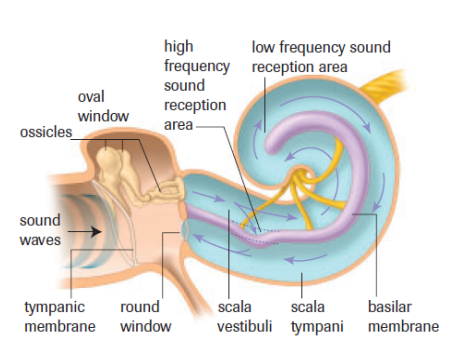 high
frequency
sound
reception
area
low frequency sound
reception area
oval
window
ossicles
sound
waves
tympanic
membrane
round
window
scala
vestibuli
scala
tympani
basilar
membrane